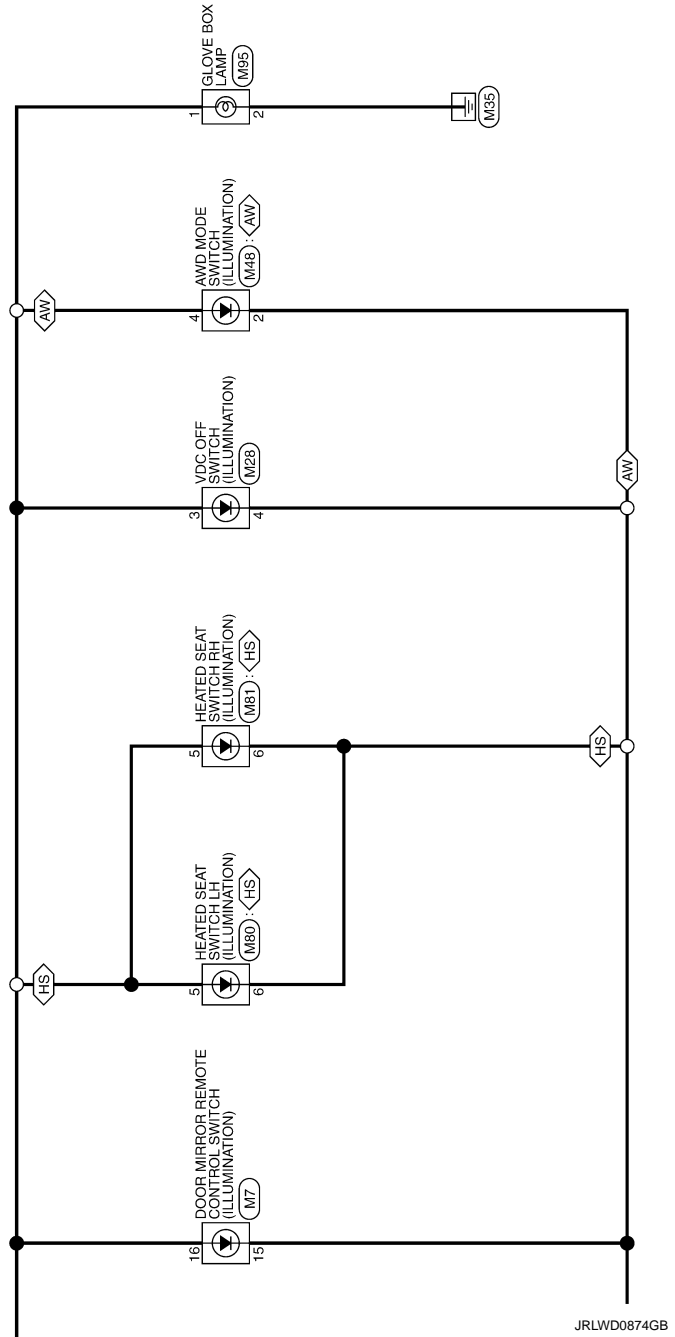 DOOR MIRROR REMOTE
CONTROL SWITCH
(ILLUMINATION)
M7
16
15
HS
HEATED SEAT
SWITCH LH
(ILLUMINATION)
M80 : HS
5
6
HEATED SEAT
SWITCH RH
(ILLUMINATION)
M81 : HS
5
6
HS
VDC OFF
SWITCH
(ILLUMINATION)
M28
3
4
AW
AWD MODE
SWITCH
(ILLUMINATION)
M48 : AW
4
2
AW
GLOVE BOX
LAMP
M95
1
2
M35
JRLWD0874GB